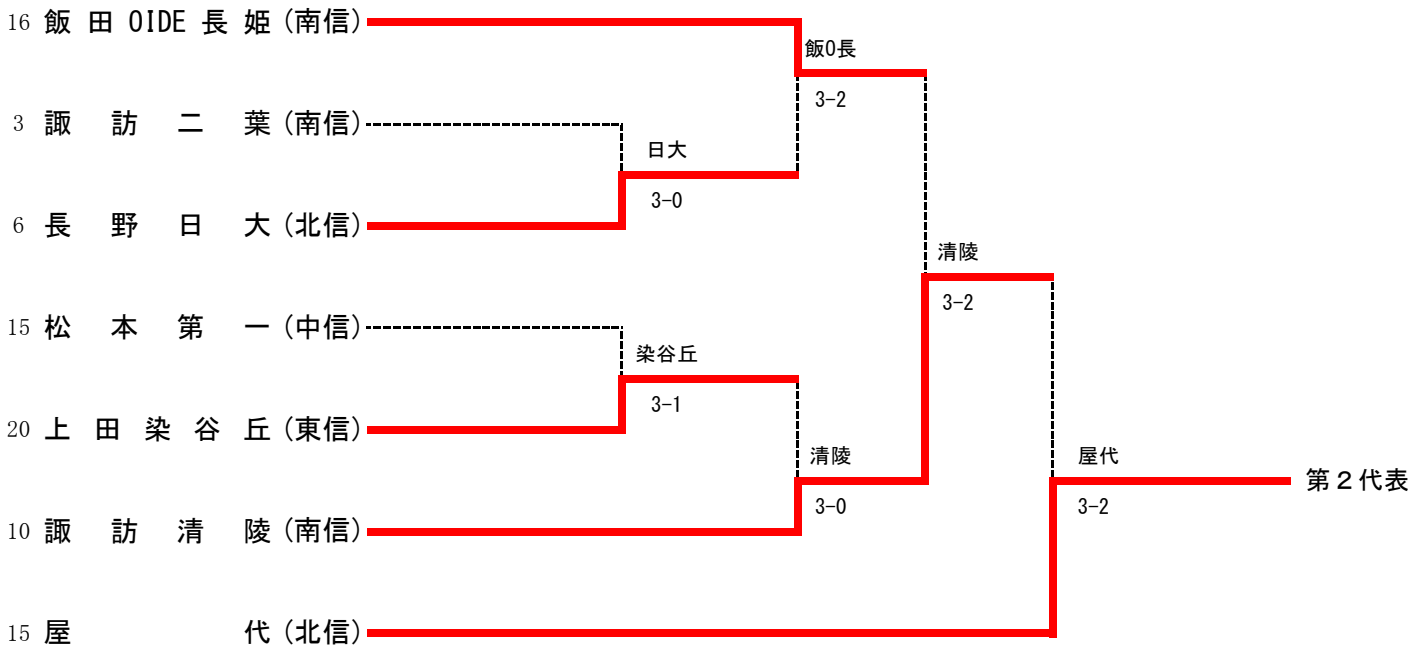 16 飯田OIDE長姫(南信)
飯O長
3-2
3 諏訪二葉(南信)
日大
3-0
6 長野日大(北信)
清陵
3-2
15 松本第一(中信)
染谷丘
3-1
20 上田染谷丘(東信)
清陵
3-0
屋代
3-2
第2代表
10 諏訪清陵(南信)
15 屋代(北信)